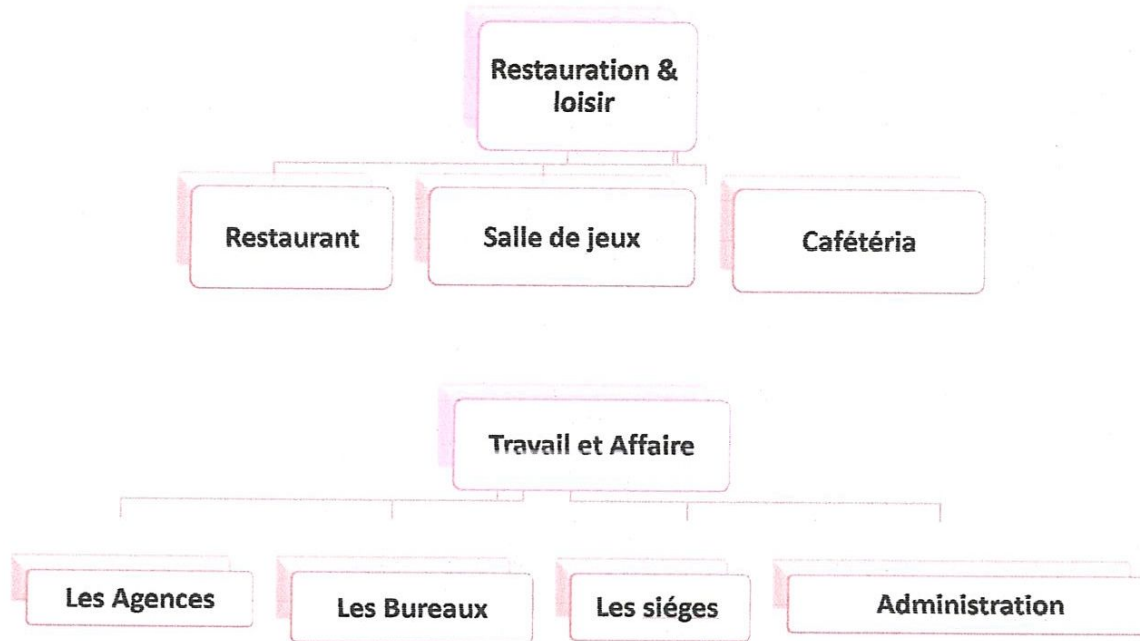 Restauration &
loisir
Restaurant
Salle de jeux
Cafétéria
Travail et Affaire
Les Agences
Les Bureaux
Les siéges
Administration